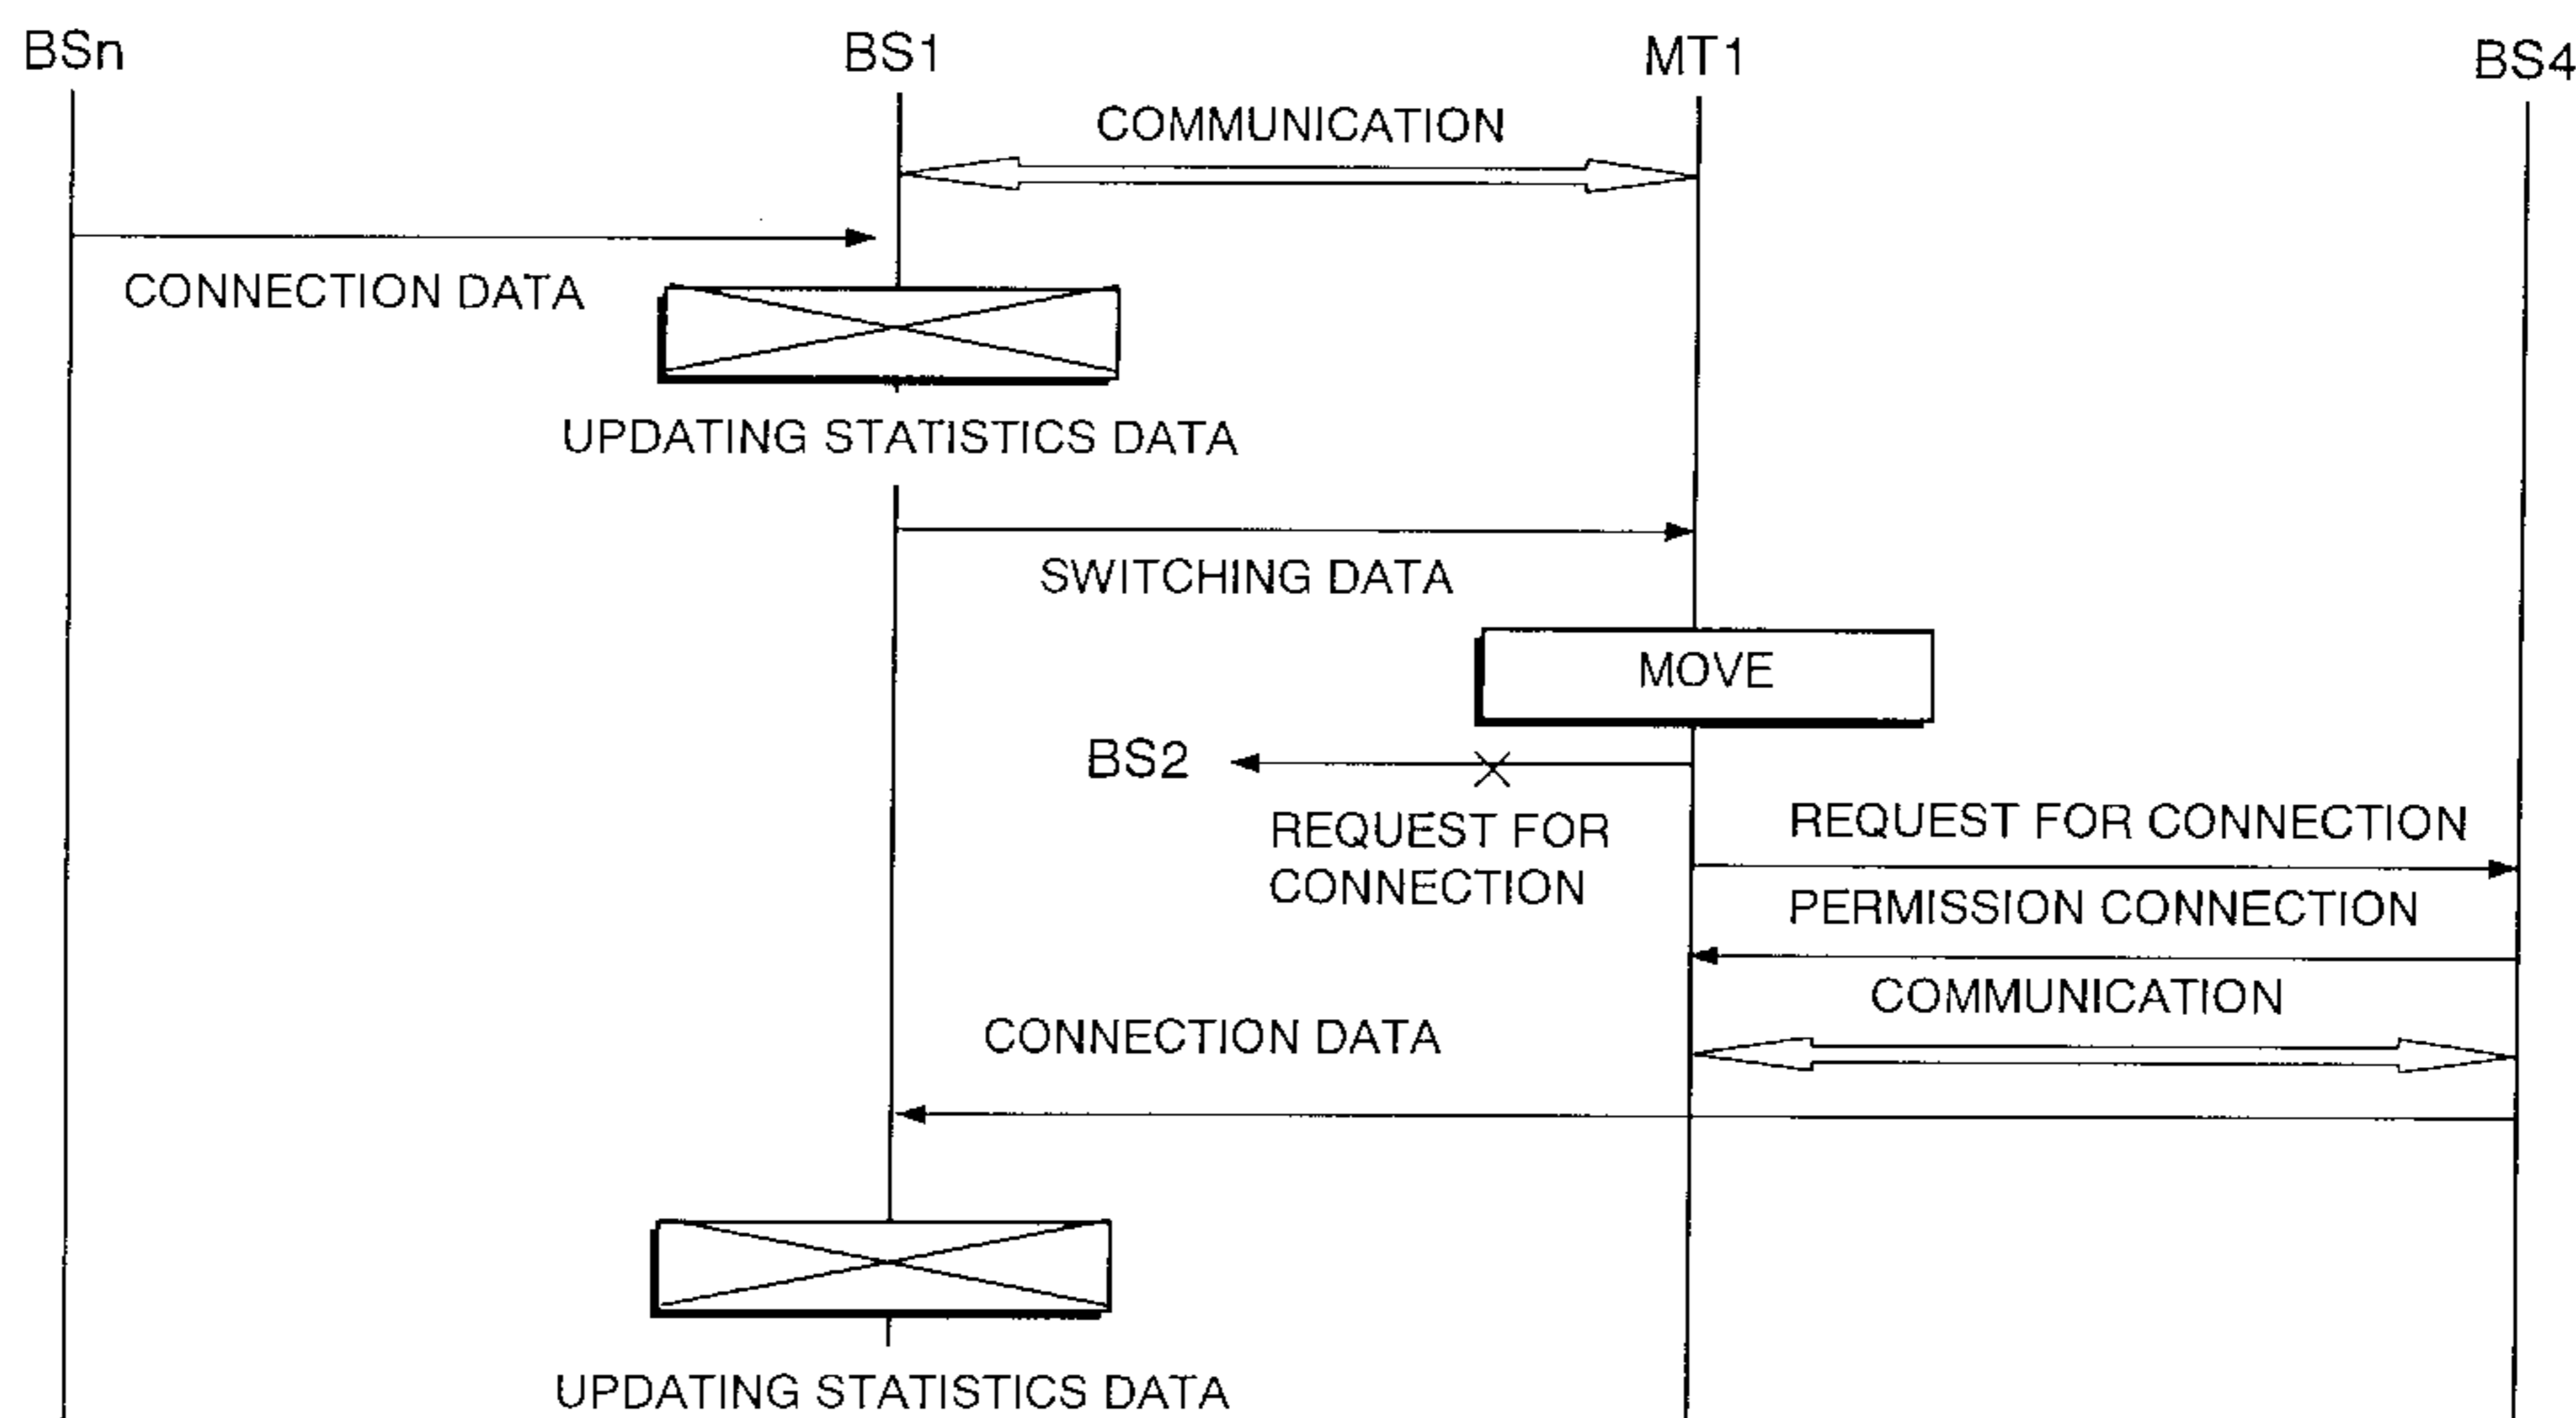 BSn
BS1
MT1
BS4
COMMUNICATION
CONNECTION DATA
UPDATING STATISTICS DATA
SWITCHING DATA
MOVE
BS2
REQUEST FOR
CONNECTION
REQUEST FOR CONNECTION
PERMISSION CONNECTION
COMMUNICATION
CONNECTION DATA
UPDATING STATISTICS DATA